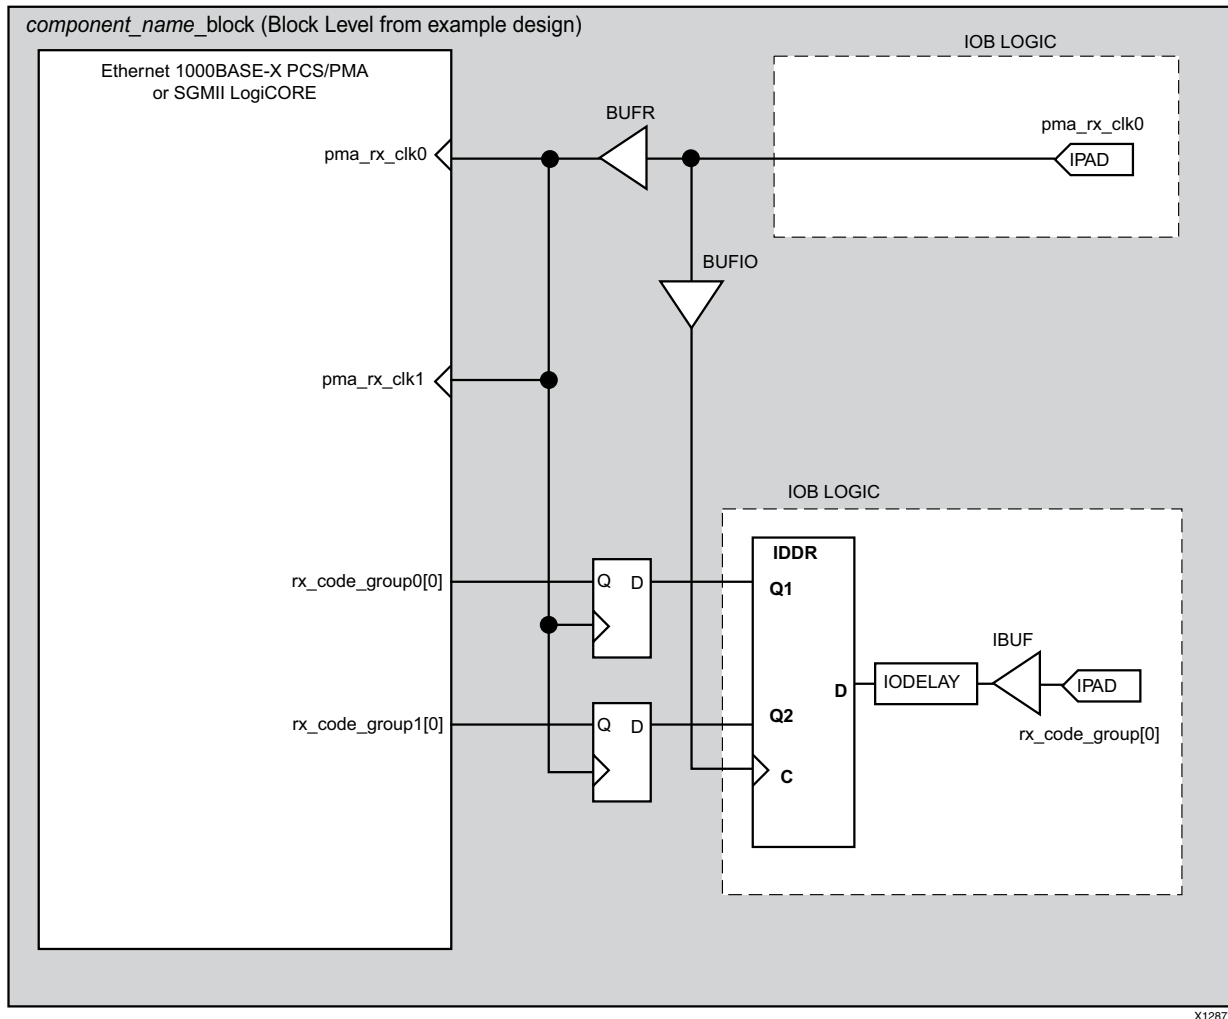 component_name_block (Block Level from example design)
IOB LOGIC
Ethernet 1000BASE-X PCS/PMA
or SGMII LogiCORE
BUFR
pma_rx_clk0
pma_rx_clk0
IPAD
BUFIO
pma_rx_clk1
IOB LOGIC
IDDR
rx_code_group0[0]
Q D
Q1
IBUF
D
IODELAY
IPAD
rx_code_group1[0]
Q D
Q2
rx_code_group[0]
C
X12873